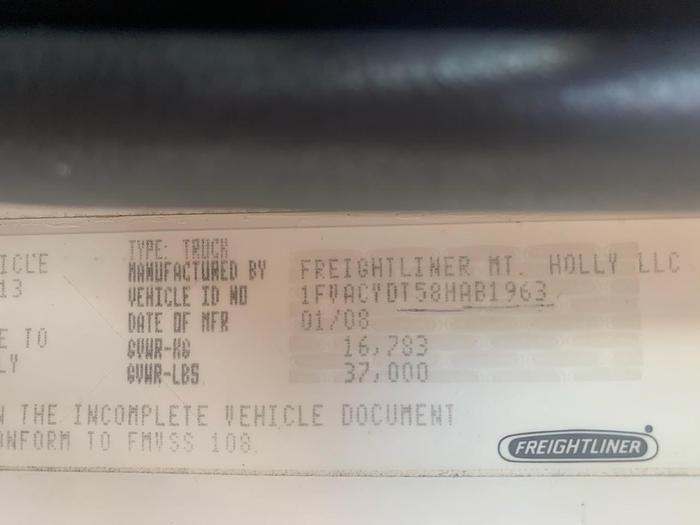 TYPE: TRUCK
ICLE MANUFACTURED BY FREIGHTLINER MT. HOLLY LLC
13 VEHICLE ID NO 1FVACYDT58HAB1963
DATE OF MFR 01/08
E TO GVWR-KG 16,783
LY GVWR-LBS 37,000
N THE INCOMPLETE VEHICLE DOCUMENT
ONFORM TO FMVSS 108.
FREIGHTLINER